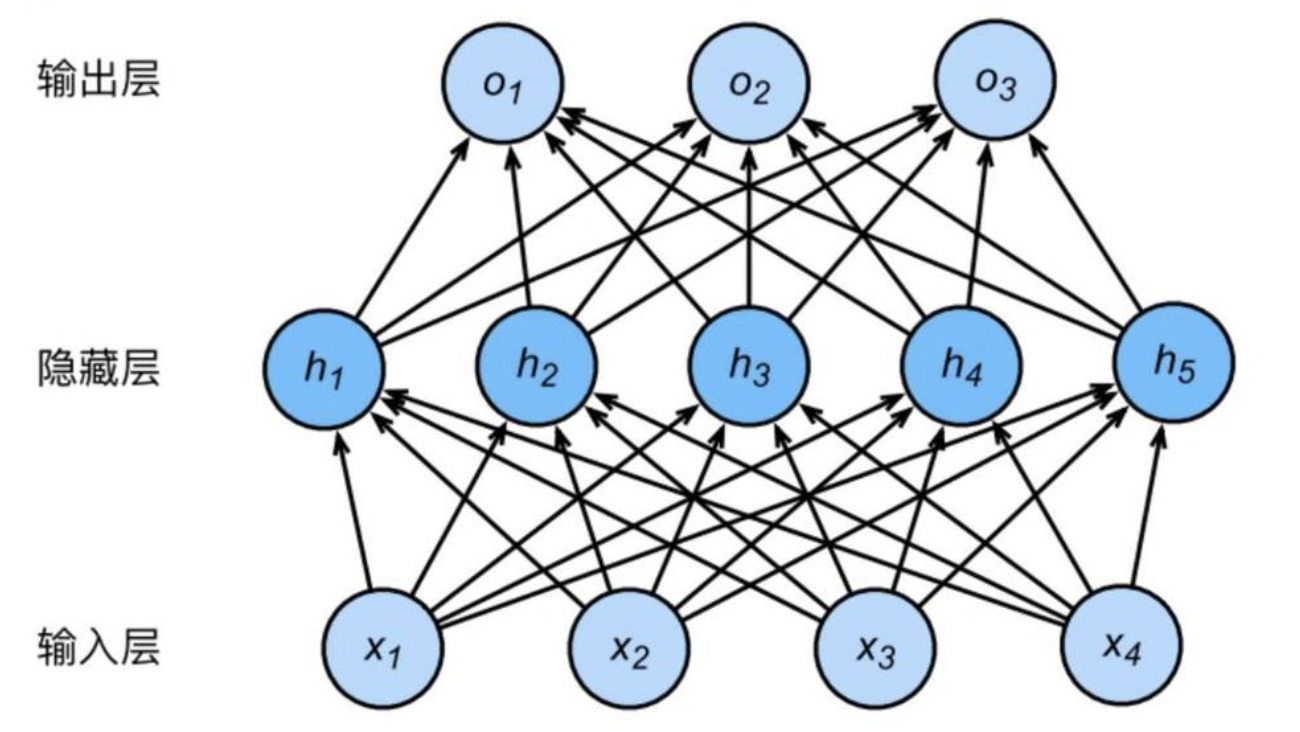 输出层 o1 o2 o3
隐藏层 h1 h2 h3 h4 h5
输入层 x1 x2 x3 x4